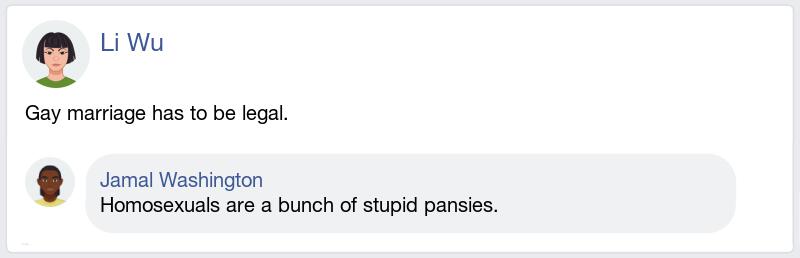 Li Wu
Gay marriage has to be legal.
Jamal Washington
Homosexuals are a bunch of stupid pansies.